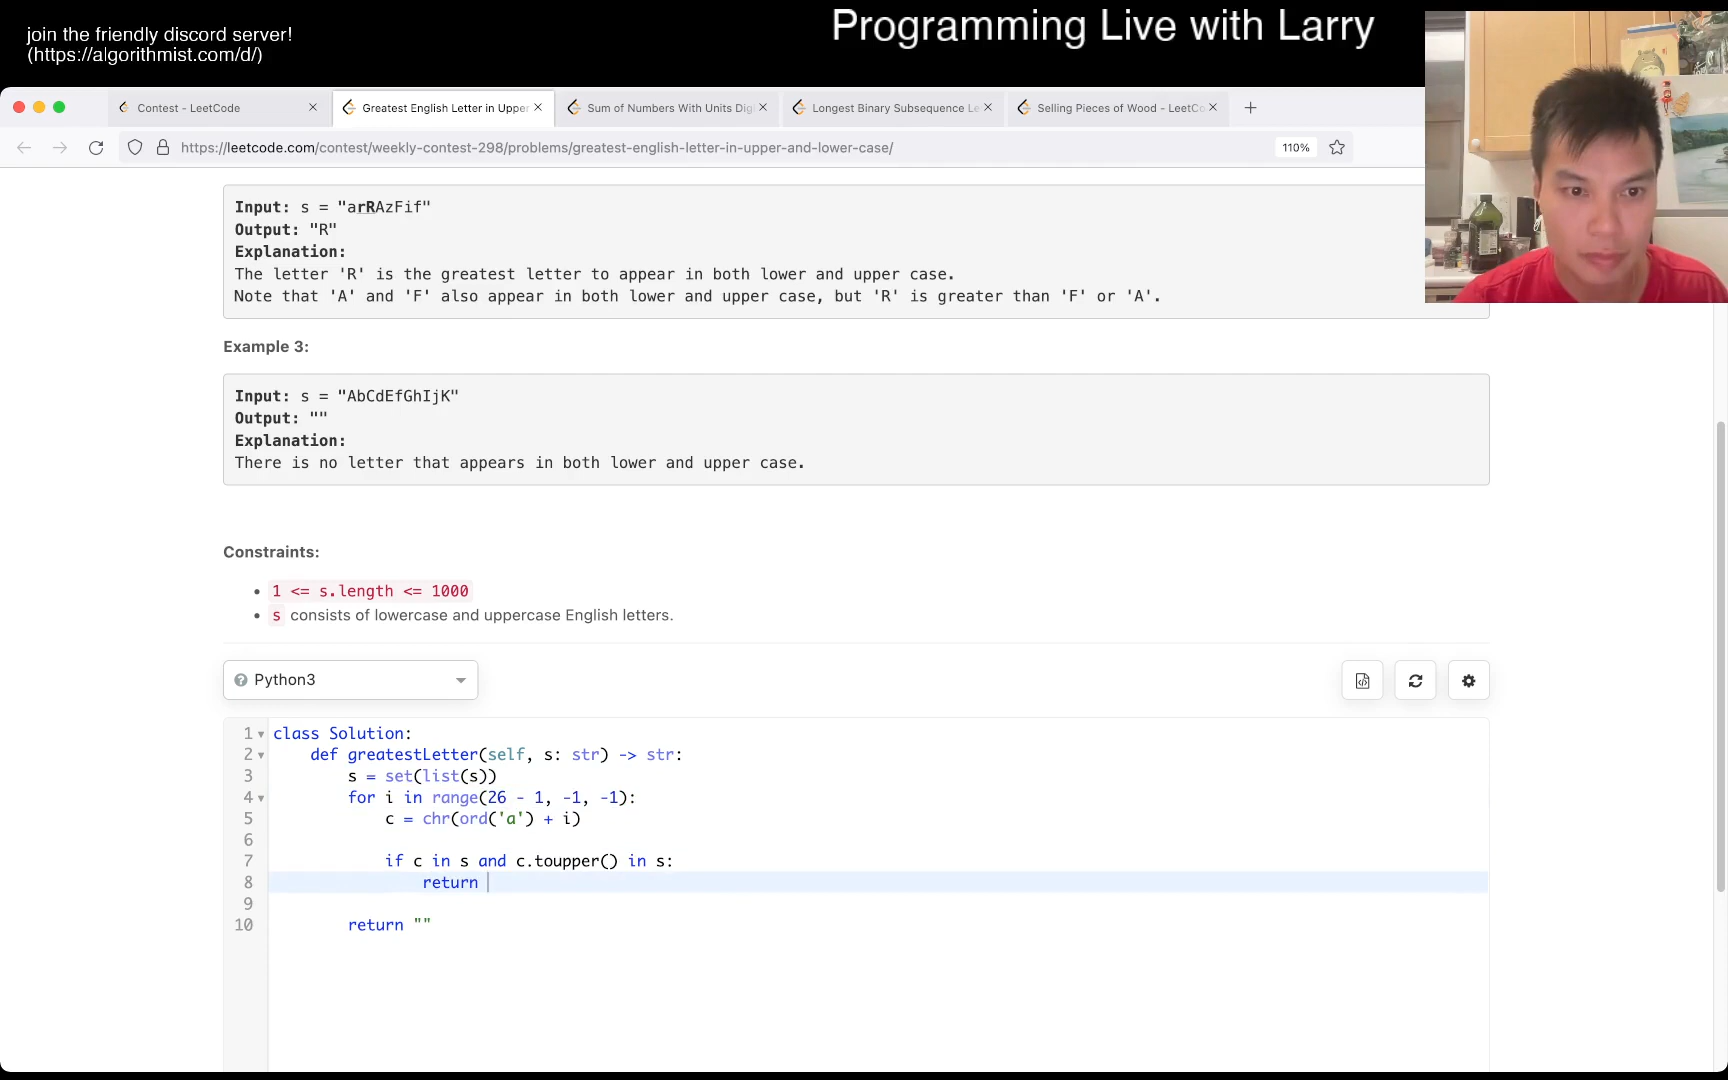 join the friendly discord server!
(https://algorithmist.com/d/)
Programming Live with Larry
Contest - LeetCode
Greatest English Letter in Upper
Sum of Numbers With Units Dig
Longest Binary Subsequence Le
Selling Pieces of Wood - LeetCo
https://leetcode.com/contest/weekly-contest-298/problems/greatest-english-letter-in-upper-and-lower-case/
110%
Input: s = "arRAzFif"
Output: "R"
Explanation:
The letter 'R' is the greatest letter to appear in both lower and upper case.
Note that 'A' and 'F' also appear in both lower and upper case, but 'R' is greater than 'F' or 'A'.
Example 3:
Input: s = "AbCdEfGhIjK"
Output: ""
Explanation:
There is no letter that appears in both lower and upper case.
Constraints:
• 1 <= s.length <= 1000
• s consists of lowercase and uppercase English letters.
Python3
1 class Solution:
2     def greatestLetter(self, s: str) -> str:
3         s = set(list(s))
4         for i in range(26 - 1, -1, -1):
5             c = chr(ord('a') + i)
6
7             if c in s and c.toupper() in s:
8                 return
9
10         return ""